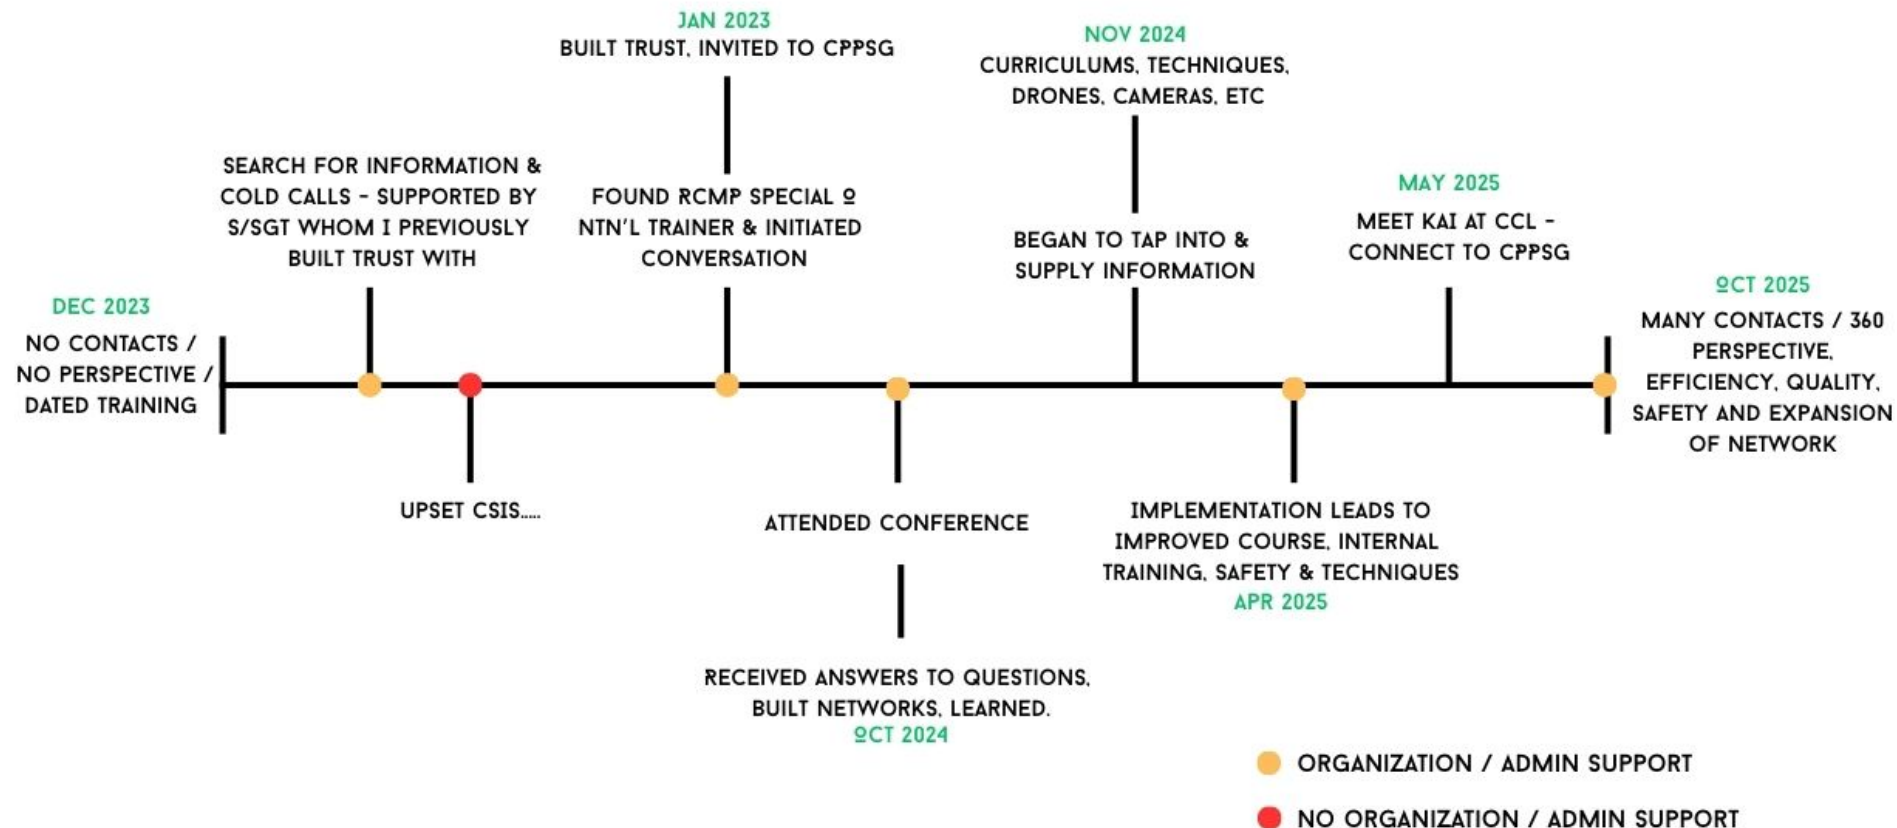 JAN 2023
BUILT TRUST, INVITED TO CPPSG
NOV 2024
CURRICULUMS, TECHNIQUES,
DRONES, CAMERAS, ETC
SEARCH FOR INFORMATION &
COLD CALLS - SUPPORTED BY
S/SGT WHOM I PREVIOUSLY
BUILT TRUST WITH
FOUND RCMP SPECIAL O
NTN'L TRAINER & INITIATED
CONVERSATION
BEGAN TO TAP INTO &
SUPPLY INFORMATION
MAY 2025
MEET KAI AT CCL -
CONNECT TO CPPSG
DEC 2023
NO CONTACTS /
NO PERSPECTIVE /
DATED TRAINING
OCT 2025
MANY CONTACTS / 360
PERSPECTIVE,
EFFICIENCY, QUALITY,
SAFETY AND EXPANSION
OF NETWORK
UPSET CSIS.....
ATTENDED CONFERENCE
RECEIVED ANSWERS TO QUESTIONS,
BUILT NETWORKS, LEARNED.
OCT 2024
IMPLEMENTATION LEADS TO
IMPROVED COURSE, INTERNAL
TRAINING, SAFETY & TECHNIQUES
APR 2025
ORGANIZATION / ADMIN SUPPORT
NO ORGANIZATION / ADMIN SUPPORT